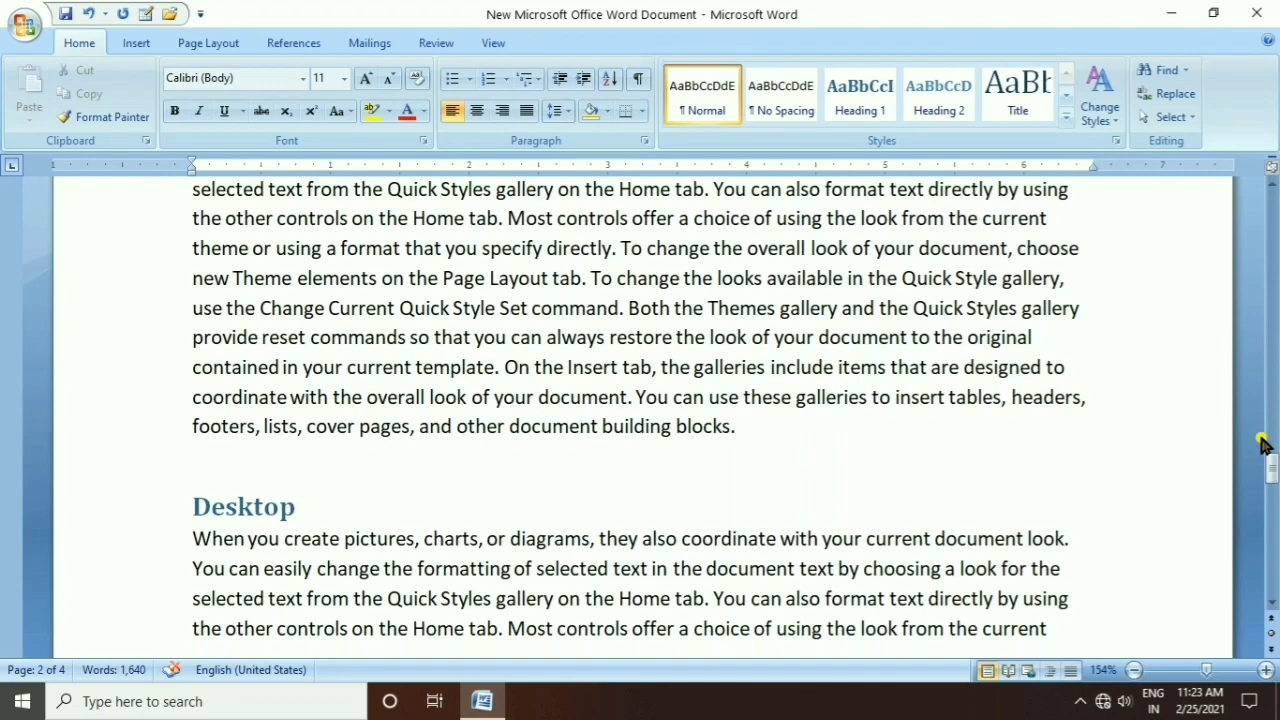 New Microsoft Office Word Document - Microsoft Word
Home Insert Page Layout References Mailings Review View
Paste
Cut
Copy
Format Painter
Clipboard
Calibri (Body) 11
Font
Paragraph
AaBbCcDdE AaBbCcDdE AaBbCcI AaBbCcD AaBb
¶ Normal ¶ No Spacing Heading 1 Heading 2 Title
Change
Styles
Styles
Find
Replace
Select
Editing
1 1 2 3 4 5 6 7
selected text from the Quick Styles gallery on the Home tab. You can also format text directly by using
the other controls on the Home tab. Most controls offer a choice of using the look from the current
theme or using a format that you specify directly. To change the overall look of your document, choose
new Theme elements on the Page Layout tab. To change the looks available in the Quick Style gallery,
use the Change Current Quick Style Set command. Both the Themes gallery and the Quick Styles gallery
provide reset commands so that you can always restore the look of your document to the original
contained in your current template. On the Insert tab, the galleries include items that are designed to
coordinate with the overall look of your document. You can use these galleries to insert tables, headers,
footers, lists, cover pages, and other document building blocks.
Desktop
When you create pictures, charts, or diagrams, they also coordinate with your current document look.
You can easily change the formatting of selected text in the document text by choosing a look for the
selected text from the Quick Styles gallery on the Home tab. You can also format text directly by using
the other controls on the Home tab. Most controls offer a choice of using the look from the current
Page: 2 of 4 Words: 1,640 English (United States) 154%
Type here to search
ENG
IN
11:23 AM
2/25/2021